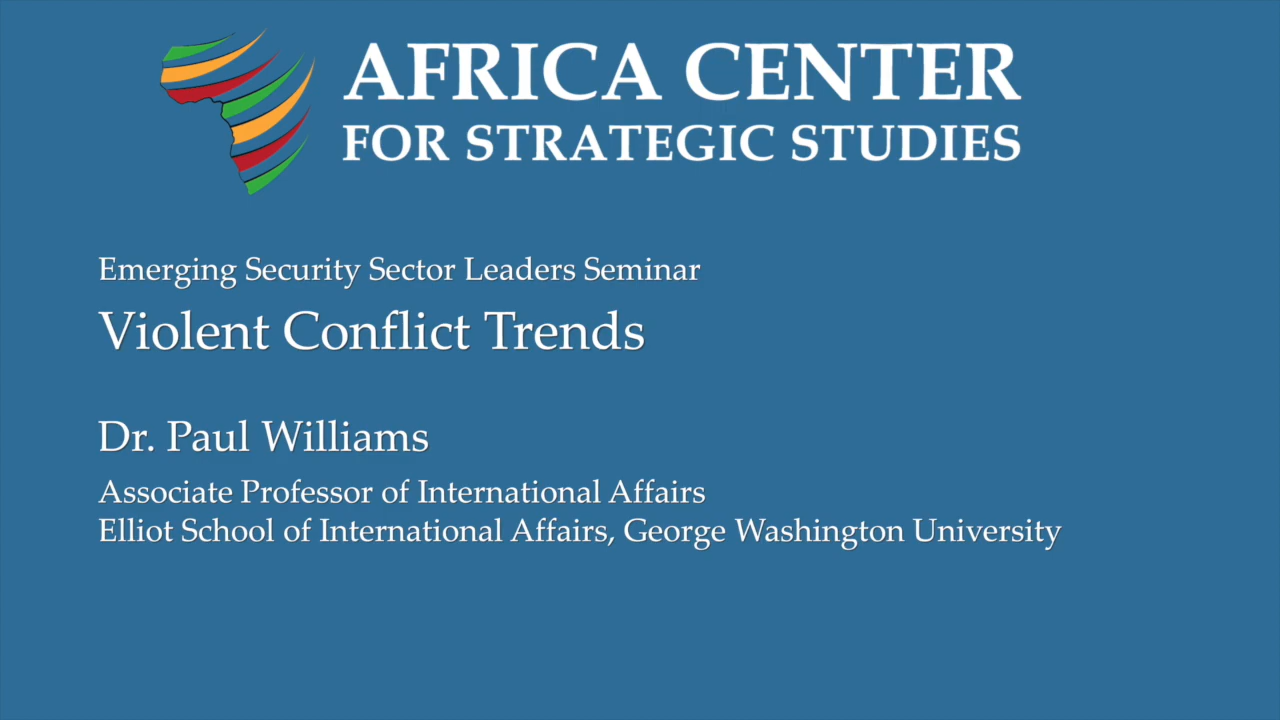 AFRICA CENTER
FOR STRATEGIC STUDIES
Emerging Security Sector Leaders Seminar
Violent Conflict Trends
Dr. Paul Williams
Associate Professor of International Affairs
Elliot School of International Affairs, George Washington University